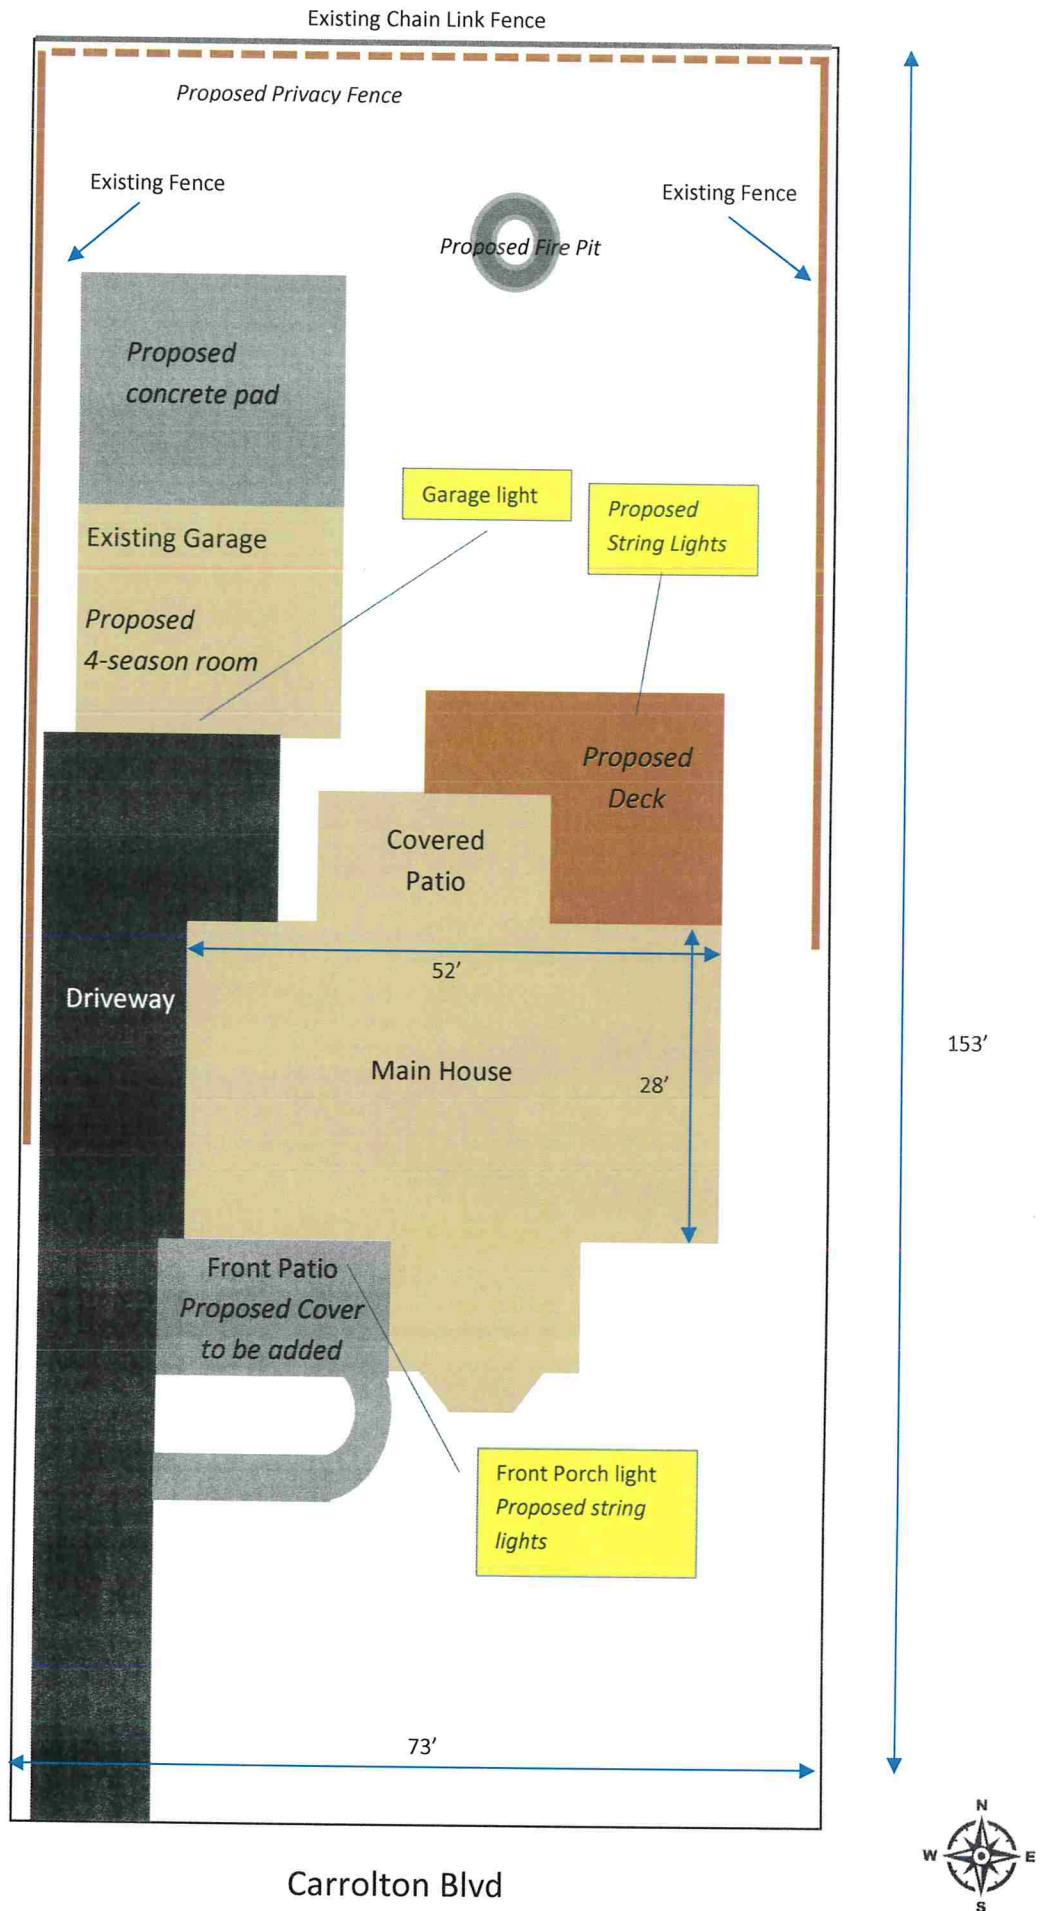 Existing Chain Link Fence
Proposed Privacy Fence
Existing Fence
Existing Fence
Proposed Fire Pit
Proposed
concrete pad
Garage light
Proposed
String Lights
Existing Garage
Proposed
4-season room
Proposed
Deck
Covered
Patio
52’
Driveway
153’
Main House
28’
Front Patio
Proposed Cover
to be added
Front Porch light
Proposed string
lights
73’
N
W
E
S
Carrolton Blvd